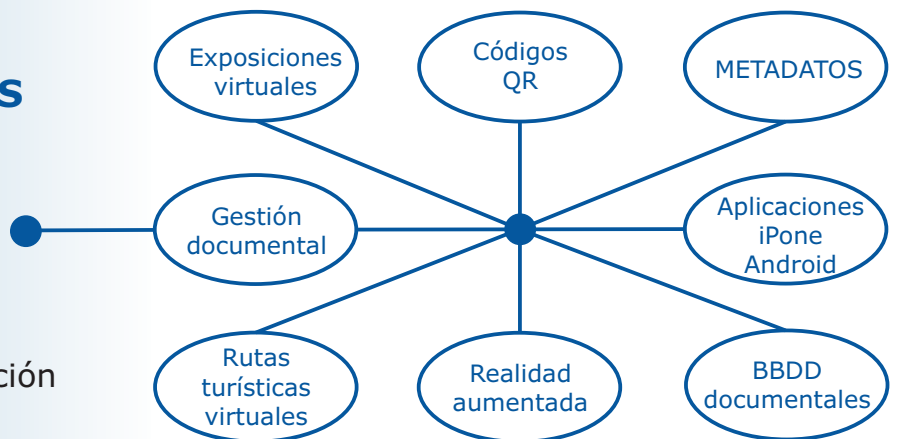 s
ción
Exposiciones
virtuales
Códigos
QR
METADATOS
Gestión
documental
Aplicaciones
iPone
Android
Rutas
turísticas
virtuales
Realidad
aumentada
BBDD
documentales